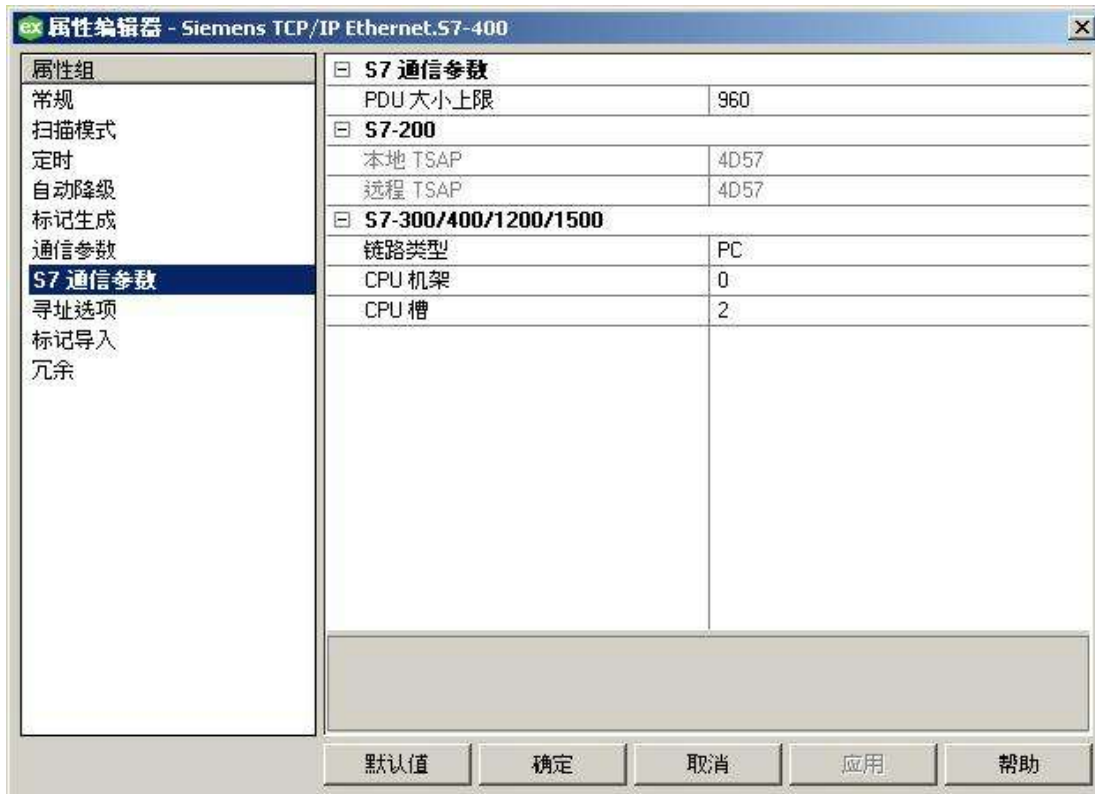 ex 属性编辑器 - Siemens TCP/IP Ethernet.S7-400
属性组
常规
扫描模式
定时
自动降级
标记生成
通信参数
S7 通信参数
寻址选项
标记导入
冗余
S7 通信参数
PDU 大小上限 960
S7-200
本地 TSAP 4D57
远程 TSAP 4D57
S7-300/400/1200/1500
链路类型 PC
CPU 机架 0
CPU 槽 2
默认值 确定 取消 应用 帮助